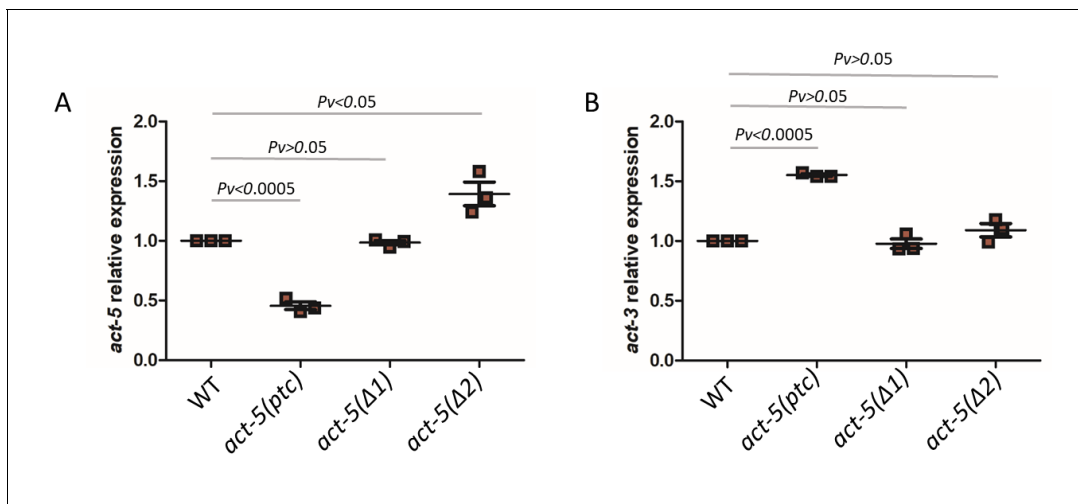 A
Pv<0.05
Pv>0.05
Pv<0.0005
act-5 relative expression
2.0
1.5
1.0
0.5
0.0
WT
act-5(ptc)
act-5(Δ1)
act-5(Δ2)
B
Pv>0.05
Pv>0.05
Pv<0.0005
act-3 relative expression
2.0
1.5
1.0
0.5
0.0
WT
act-5(ptc)
act-5(Δ1)
act-5(Δ2)